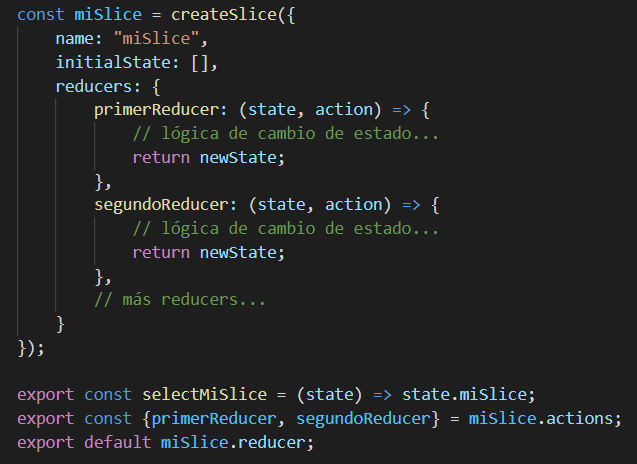 const miSlice = createSlice({
    name: "miSlice",
    initialState: [],
    reducers: {
        primerReducer: (state, action) => {
            // lógica de cambio de estado...
            return newState;
        },
        segundoReducer: (state, action) => {
            // lógica de cambio de estado...
            return newState;
        },
        // más reducers...
    }
});

export const selectMiSlice = (state) => state.miSlice;
export const {primerReducer, segundoReducer} = miSlice.actions;
export default miSlice.reducer;